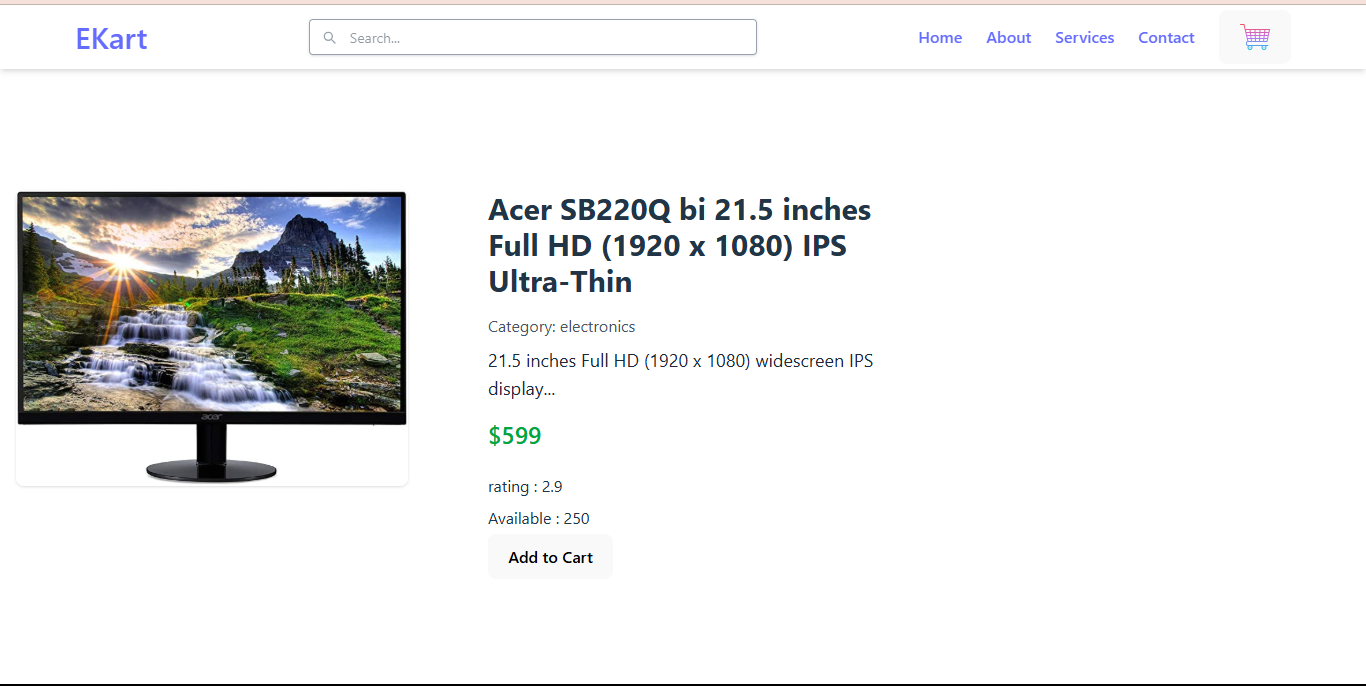 EKart
Search...
Home About Services Contact
acer
Acer SB220Q bi 21.5 inches
Full HD (1920 x 1080) IPS
Ultra-Thin
Category: electronics
21.5 inches Full HD (1920 x 1080) widescreen IPS
display...
$599
rating : 2.9
Available : 250
Add to Cart